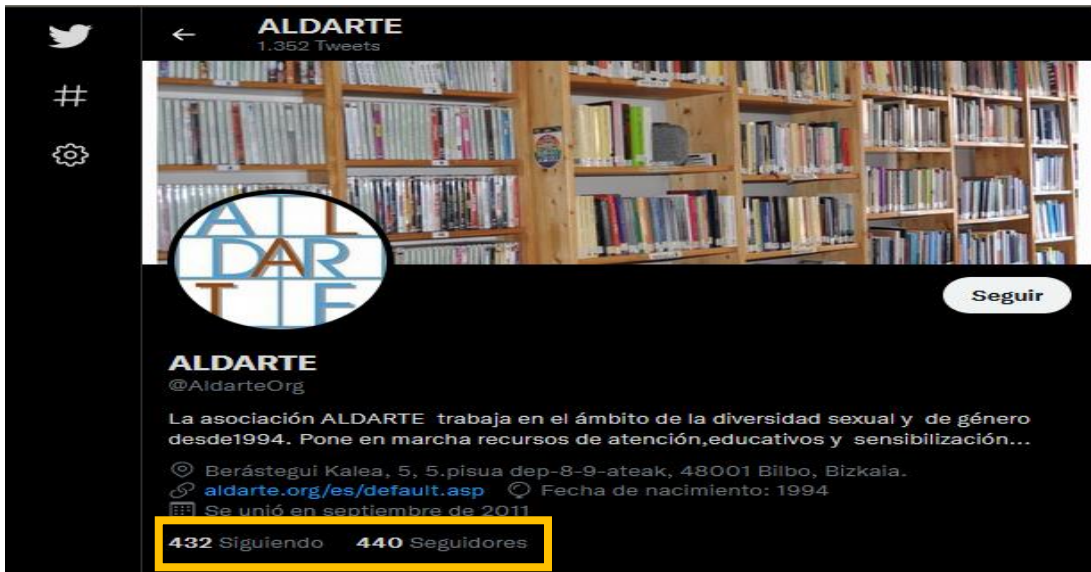 ALDARTE
1.352 Tweets
A L
DAR
T E
Seguir
ALDARTE
@AldarteOrg
La asociación ALDARTE trabaja en el ámbito de la diversidad sexual y de género
desde1994. Pone en marcha recursos de atención,educativos y sensibilización...
Berástegui Kalea, 5, 5.pisua dep-8-9-ateak, 48001 Bilbo, Bizkaia.
aldarte.org/es/default.asp Fecha de nacimiento: 1994
Se unió en septiembre de 2011
432 Siguiendo 440 Seguidores